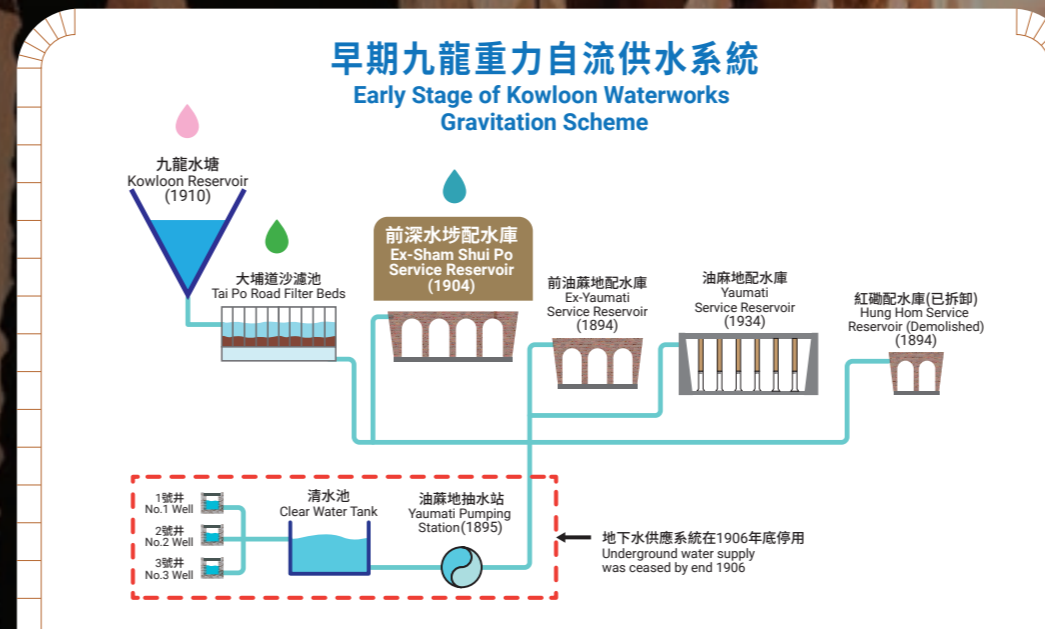 早期九龍重力自流供水系統
Early Stage of Kowloon Waterworks
Gravitation Scheme
九龍水塘
Kowloon Reservoir
(1910)
大埔道沙濾池
Tai Po Road Filter Beds
前深水埗配水庫
Ex-Sham Shui Po
Service Reservoir
(1904)
前油蔴地配水庫
Ex-Yaumati
Service Reservoir
(1894)
油麻地配水庫
Yaumati
Service Reservoir
(1934)
紅磡配水庫(已拆卸)
Hung Hom Service
Reservoir (Demolished)
(1894)
1號井
No.1 Well
2號井
No.2 Well
3號井
No.3 Well
清水池
Clear Water Tank
油蔴地抽水站
Yaumati Pumping
Station(1895)
地下水供應系統在1906年底停用
Underground water supply
was ceased by end 1906